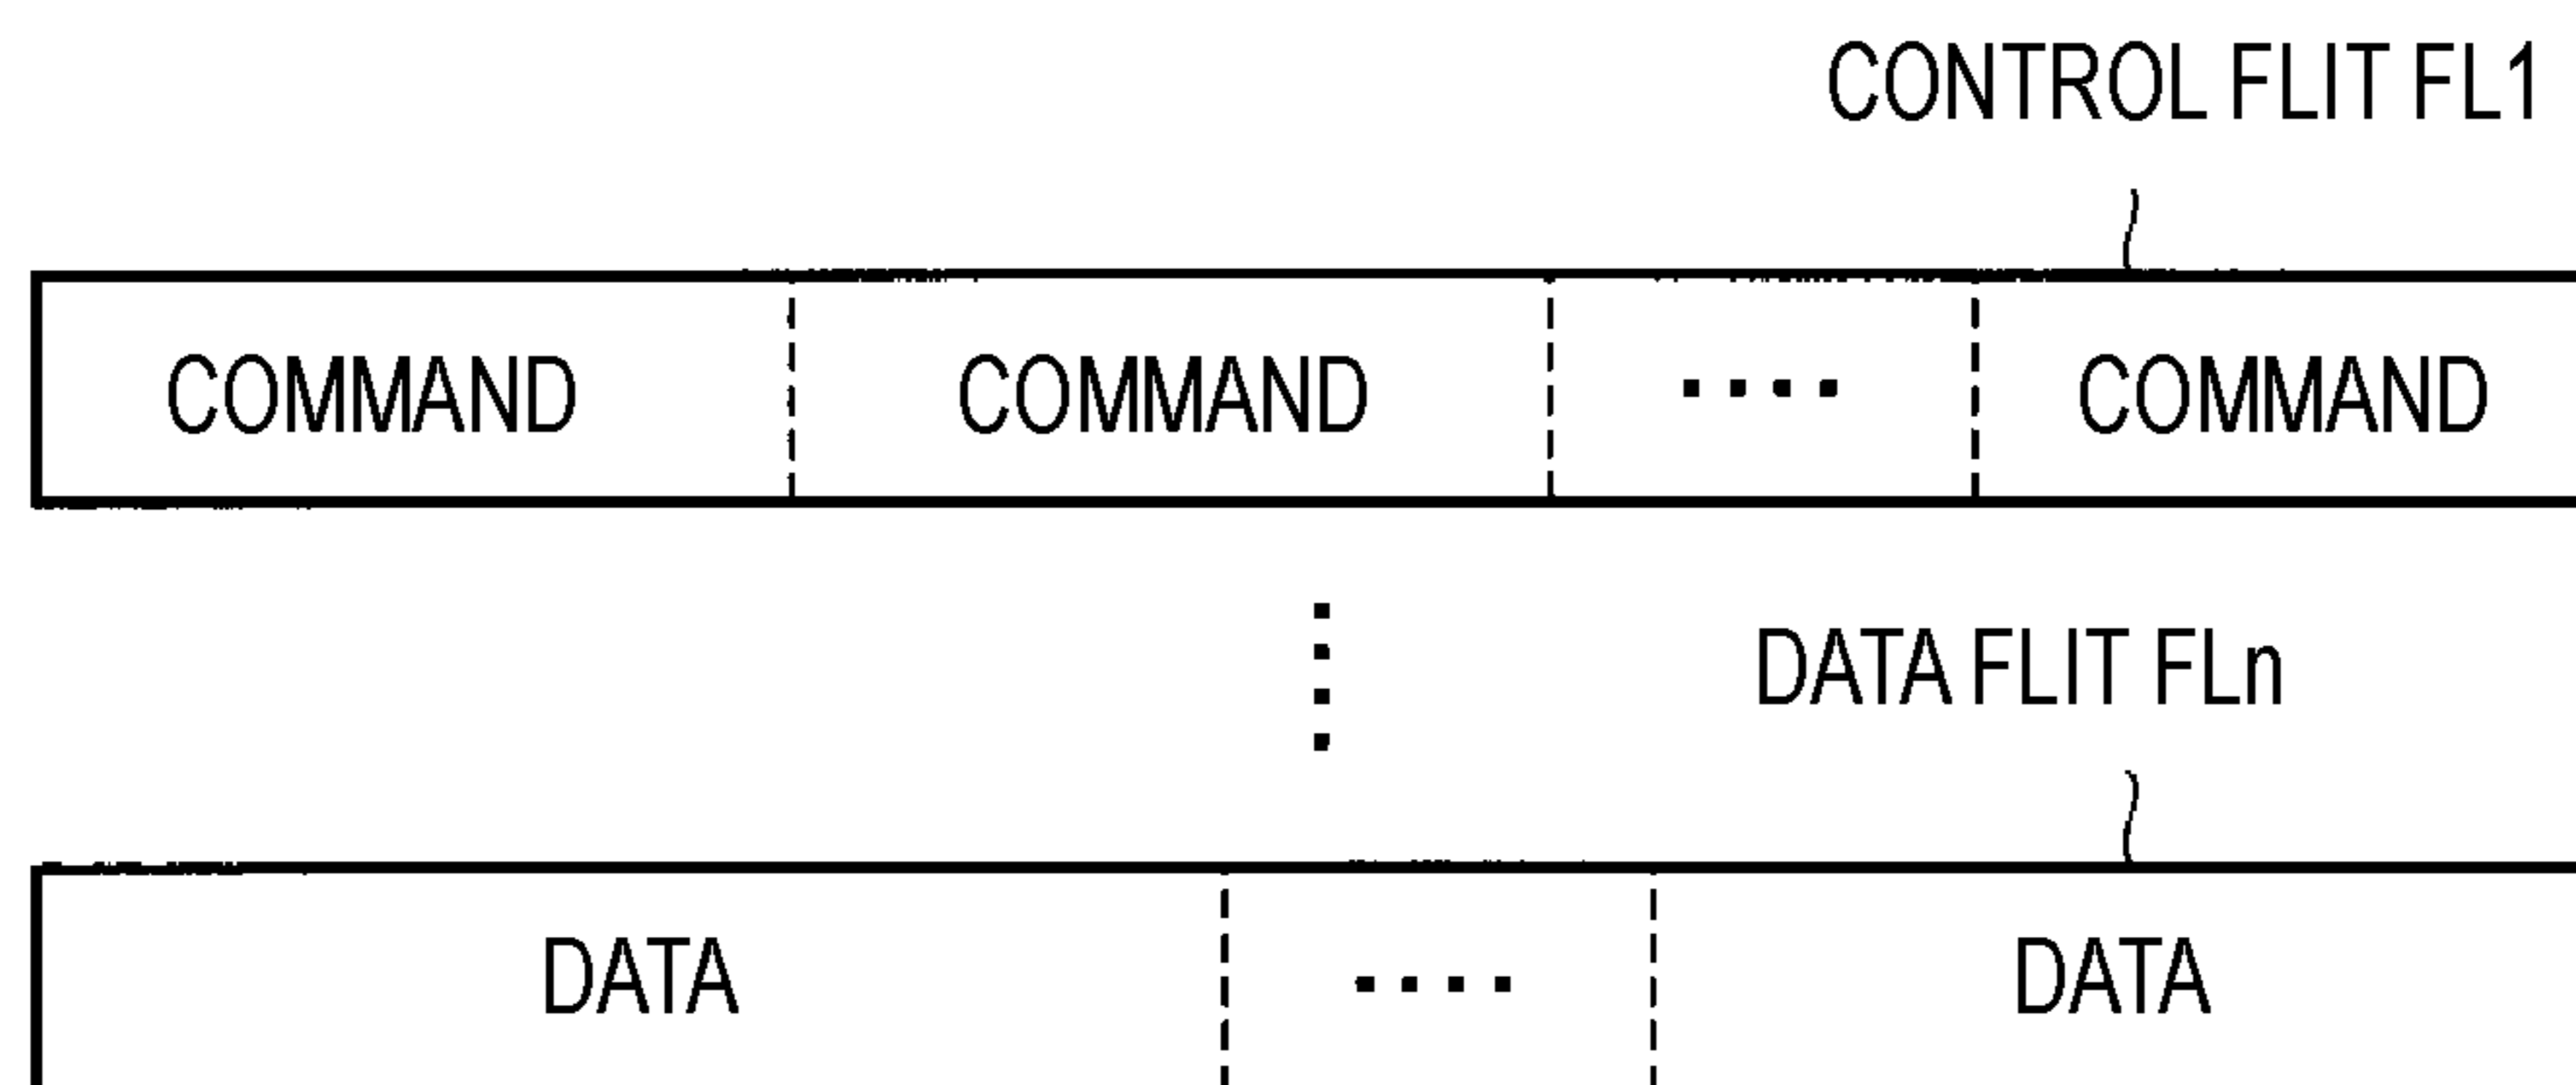 CONTROL FLIT FL1
COMMAND COMMAND .... COMMAND
DATA FLIT FLn
DATA .... DATA